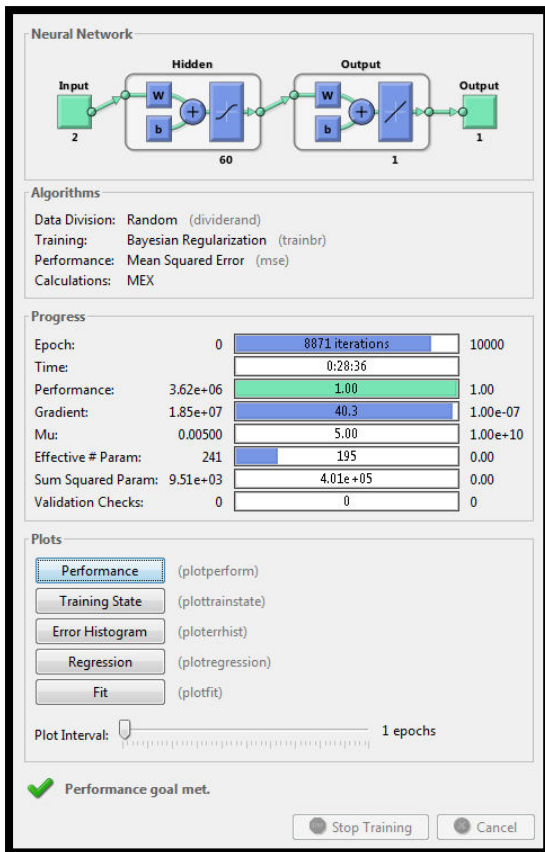 Neural Network
Hidden Output
Input Output
W W
b b
2 60 1 1
Algorithms
Data Division: Random (dividerand)
Training: Bayesian Regularization (trainbr)
Performance: Mean Squared Error (mse)
Calculations: MEX
Progress
Epoch: 0 8871 iterations 10000
Time: 0:28:36
Performance: 3.62e+06 1.00 1.00
Gradient: 1.85e+07 40.3 1.00e-07
Mu: 0.00500 5.00 1.00e+10
Effective # Param: 241 195 0.00
Sum Squared Param: 9.51e+03 4.01e+05 0.00
Validation Checks: 0 0 0
Plots
Performance (plotperform)
Training State (plottrainstate)
Error Histogram (ploterrhist)
Regression (plotregression)
Fit (plotfit)
Plot Interval: 1 epochs
Performance goal met.
Stop Training Cancel